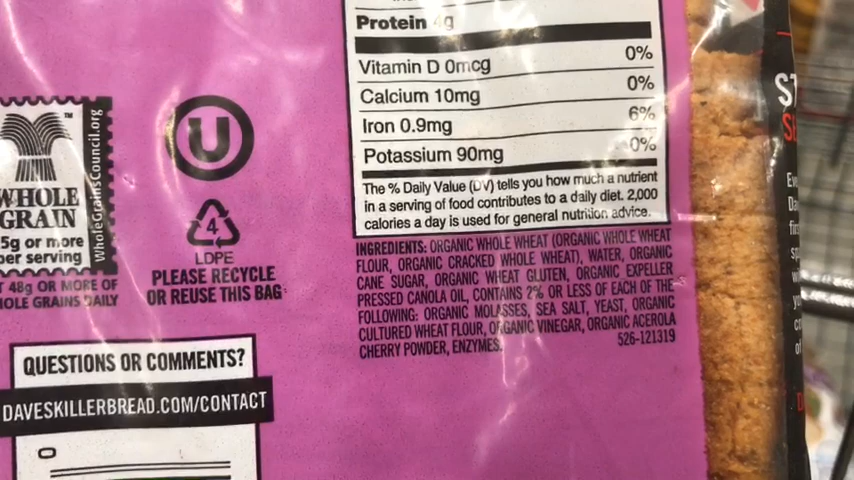 Protein 4g
Vitamin D 0mcg 0%
Calcium 10mg 0%
Iron 0.9mg 6%
Potassium 90mg 0%
The % Daily Value (DV) tells you how much a nutrient
in a serving of food contributes to a daily diet. 2,000
calories a day is used for general nutrition advice.
INGREDIENTS: ORGANIC WHOLE WHEAT (ORGANIC WHOLE WHEAT
FLOUR, ORGANIC CRACKED WHOLE WHEAT), WATER, ORGANIC
CANE SUGAR, ORGANIC WHEAT GLUTEN, ORGANIC EXPELLER
PRESSED CANOLA OIL, CONTAINS 2% OR LESS OF EACH OF THE
FOLLOWING: ORGANIC MOLASSES, SEA SALT, YEAST, ORGANIC
CULTURED WHEAT FLOUR, ORGANIC VINEGAR, ORGANIC ACEROLA
CHERRY POWDER, ENZYMES.
526-121319
TM
WHOLE
GRAIN
5g or more
per serving
WholeGrainsCouncil.org
T 48g OR MORE OF
HOLE GRAINS DAILY
U
4
LDPE
PLEASE RECYCLE
OR REUSE THIS BAG
QUESTIONS OR COMMENTS?
DAVESKILLERBREAD.COM/CONTACT
0